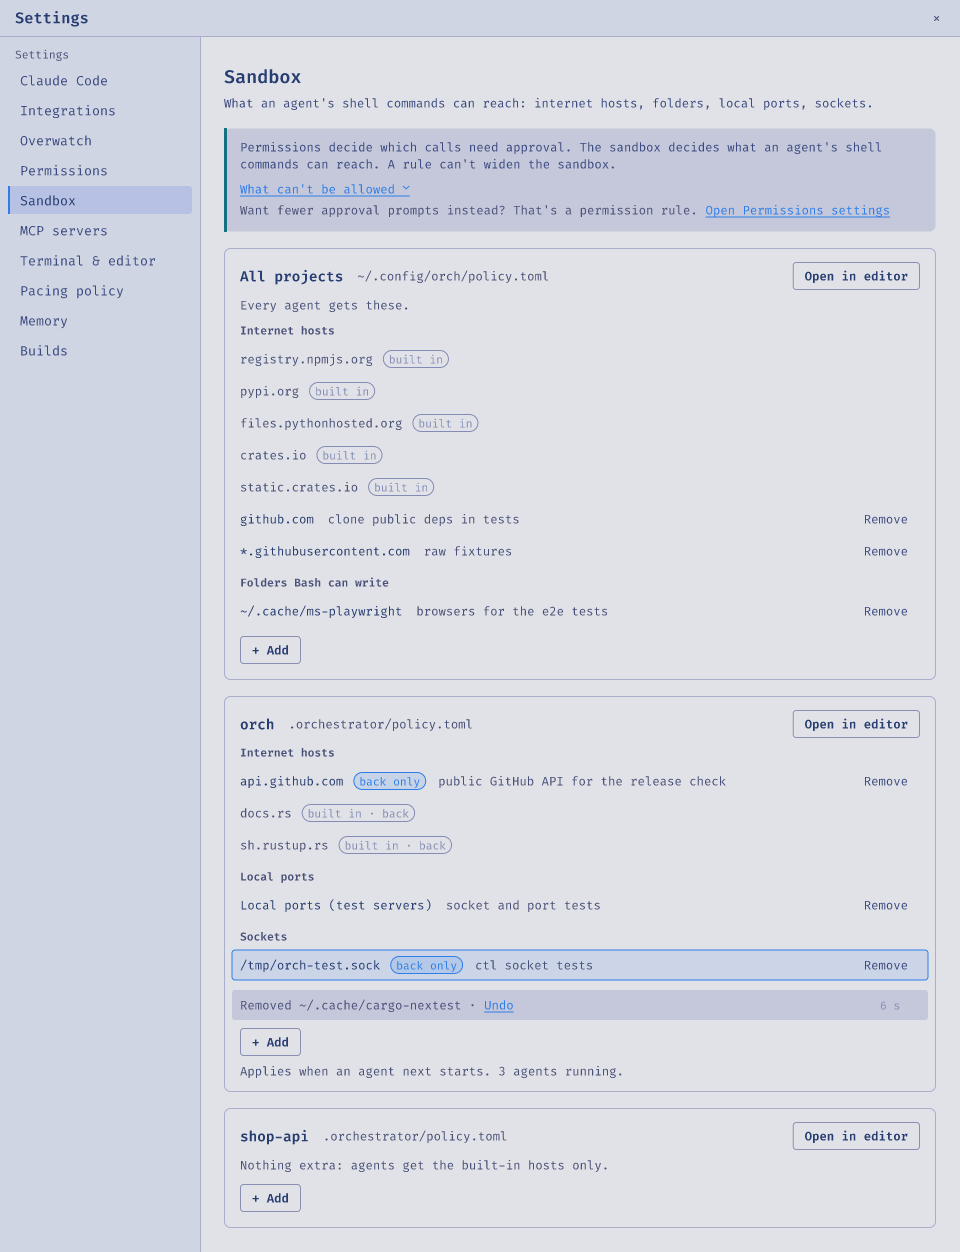 Settings ×
Settings
Claude Code
Integrations
Overwatch
Permissions
Sandbox
MCP servers
Terminal & editor
Pacing policy
Memory
Builds
Sandbox
What an agent's shell commands can reach: internet hosts, folders, local ports, sockets.
Permissions decide which calls need approval. The sandbox decides what an agent's shell
commands can reach. A rule can't widen the sandbox.
What can't be allowed
Want fewer approval prompts instead? That's a permission rule. Open Permissions settings
All projects ~/.config/orch/policy.toml Open in editor
Every agent gets these.
Internet hosts
registry.npmjs.org built in
pypi.org built in
files.pythonhosted.org built in
crates.io built in
static.crates.io built in
github.com clone public deps in tests Remove
*.githubusercontent.com raw fixtures Remove
Folders Bash can write
~/.cache/ms-playwright browsers for the e2e tests Remove
+ Add
orch .orchestrator/policy.toml Open in editor
Internet hosts
api.github.com back only public GitHub API for the release check Remove
docs.rs built in · back
sh.rustup.rs built in · back
Local ports
Local ports (test servers) socket and port tests Remove
Sockets
/tmp/orch-test.sock back only ctl socket tests Remove
Removed ~/.cache/cargo-nextest · Undo 6 s
+ Add
Applies when an agent next starts. 3 agents running.
shop-api .orchestrator/policy.toml Open in editor
Nothing extra: agents get the built-in hosts only.
+ Add